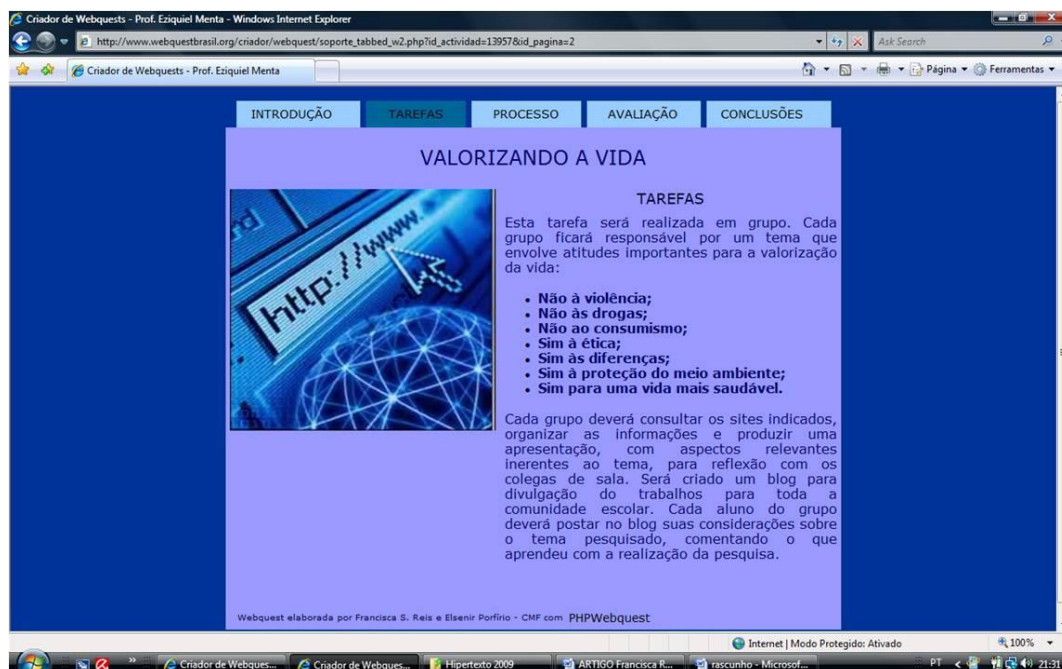 Criador de Webquests - Prof. Eziquiel Menta - Windows Internet Explorer
http://www.webquestbrasil.org/criador/webquest/soporte_tabbed_w2.php?id_actividad=13957&id_pagina=2
Ask Search
Criador de Webquests - Prof. Eziquiel Menta
Página
Ferramentas
INTRODUÇÃO TAREFAS PROCESSO AVALIAÇÃO CONCLUSÕES
VALORIZANDO A VIDA
http://www.
TAREFAS
Esta tarefa será realizada em grupo. Cada
grupo ficará responsável por um tema que
envolve atitudes importantes para a valorização
da vida:
• Não à violência;
• Não às drogas;
• Não ao consumismo;
• Sim à ética;
• Sim às diferenças;
• Sim à proteção do meio ambiente;
• Sim para uma vida mais saudável.
Cada grupo deverá consultar os sites indicados,
organizar as informações e produzir uma
apresentação, com aspectos relevantes
inerentes ao tema, para reflexão com os
colegas de sala. Será criado um blog para
divulgação do trabalhos para toda a
comunidade escolar. Cada aluno do grupo
deverá postar no blog suas considerações sobre
o tema pesquisado, comentando o que
aprendeu com a realização da pesquisa.
Webquest elaborada por Francisca S. Reis e Elsenir Porfírio - CMF com PHPWebquest
Internet | Modo Protegido: Ativado 100%
Criador de Webques... Criador de Webques... Hipertexto 2009 ARTIGO Francisca R... rascunho - Microsof... PT 21:31